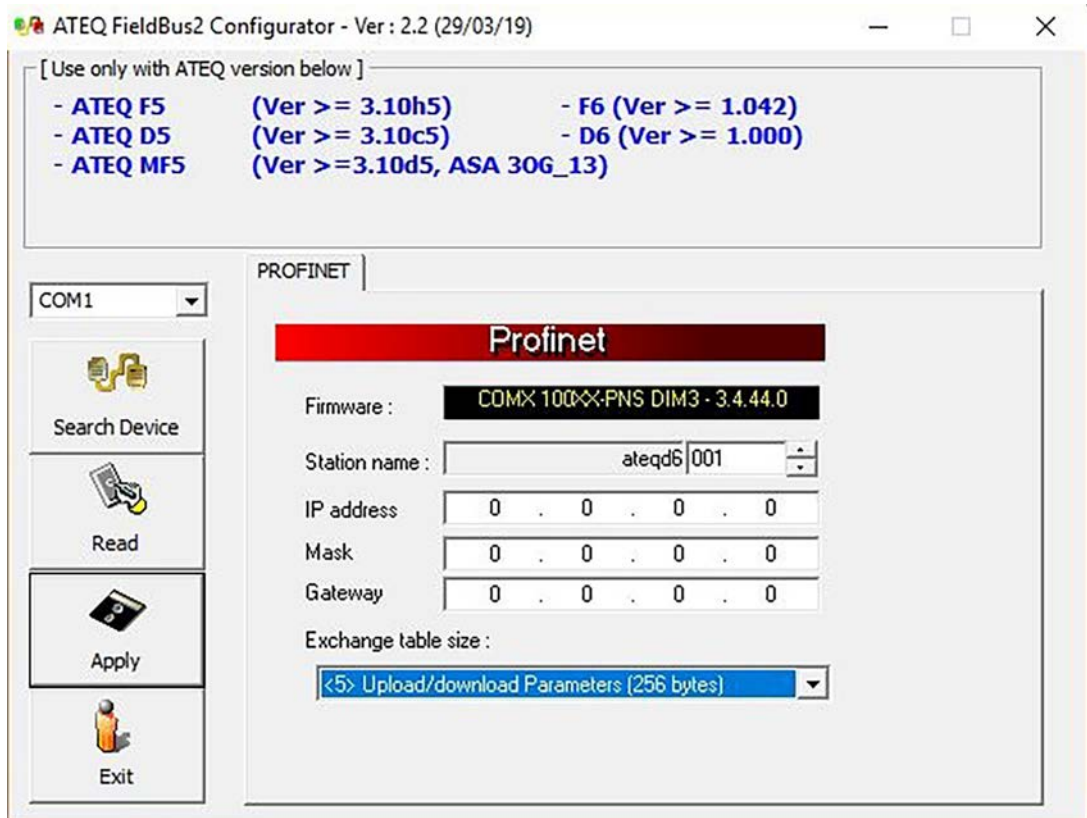 ATEQ FieldBus2 Configurator - Ver : 2.2 (29/03/19)
[ Use only with ATEQ version below ]
- ATEQ F5 (Ver >= 3.10h5) - F6 (Ver >= 1.042)
- ATEQ D5 (Ver >= 3.10c5) - D6 (Ver >= 1.000)
- ATEQ MF5 (Ver >=3.10d5, ASA 3OG_13)
COM1
Search Device
Read
Apply
Exit
PROFINET
Profinet
Firmware : COMX 100XX-PNS DIM3 - 3.4.44.0
Station name : ateqd6 001
IP address 0 . 0 . 0 . 0
Mask 0 . 0 . 0 . 0
Gateway 0 . 0 . 0 . 0
Exchange table size :
<5> Upload/download Parameters (256 bytes)